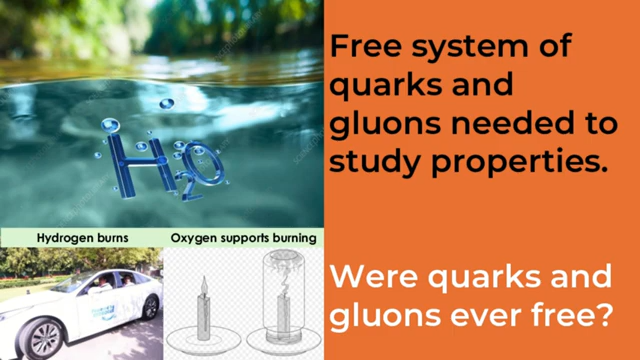 H2O
Hydrogen burns
Oxygen supports burning
Free system of
quarks and
gluons needed to
study properties.
Were quarks and
gluons ever free?